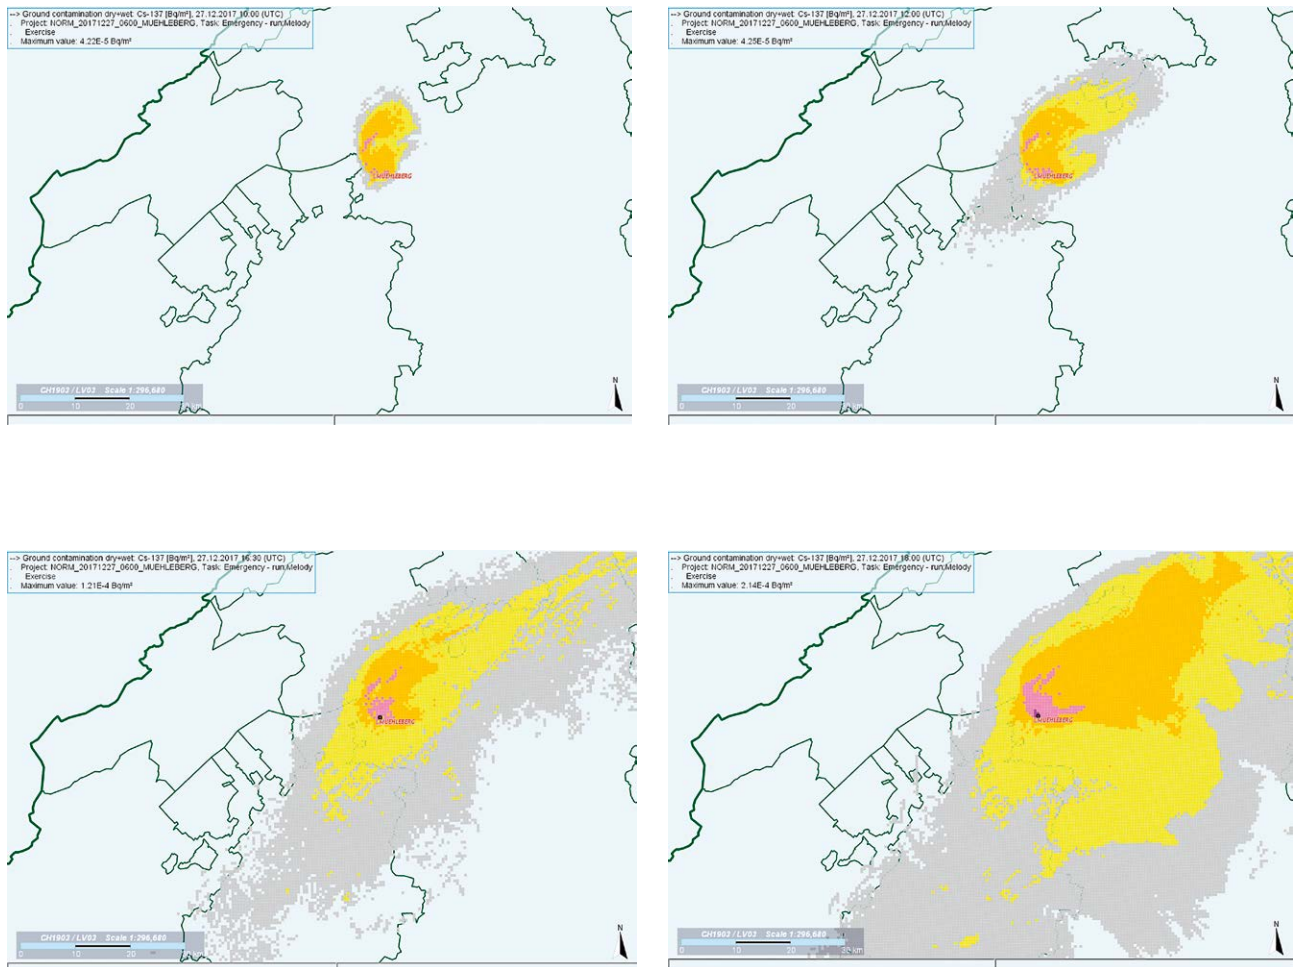 --> Ground contamination dry+wet: Cs-137 [Bq/m²], 27.12.2017 10:00 (UTC)
Project: NORM_20171227_0600_MUEHLEBERG, Task: Emergency - run:Melody
Exercise
Maximum value: 4.22E-5 Bq/m²
MUEHLEBERG
CH1903 / LV03 Scale 1:296,680
0 10 20 30 km
N
--> Ground contamination dry+wet: Cs-137 [Bq/m²], 27.12.2017 12:00 (UTC)
Project: NORM_20171227_0600_MUEHLEBERG, Task: Emergency - run:Melody
Exercise
Maximum value: 4.25E-5 Bq/m²
MUEHLEBERG
CH1903 / LV03 Scale 1:296,680
0 10 20 30 km
N
--> Ground contamination dry+wet: Cs-137 [Bq/m²], 27.12.2017 16:30 (UTC)
Project: NORM_20171227_0600_MUEHLEBERG, Task: Emergency - run:Melody
Exercise
Maximum value: 1.21E-4 Bq/m²
MUEHLEBERG
CH1903 / LV03 Scale 1:296,680
0 10 20 30 km
N
--> Ground contamination dry+wet: Cs-137 [Bq/m²], 27.12.2017 18:00 (UTC)
Project: NORM_20171227_0600_MUEHLEBERG, Task: Emergency - run:Melody
Exercise
Maximum value: 2.14E-4 Bq/m²
MUEHLEBERG
CH1903 / LV03 Scale 1:296,680
0 10 20 30 km
N